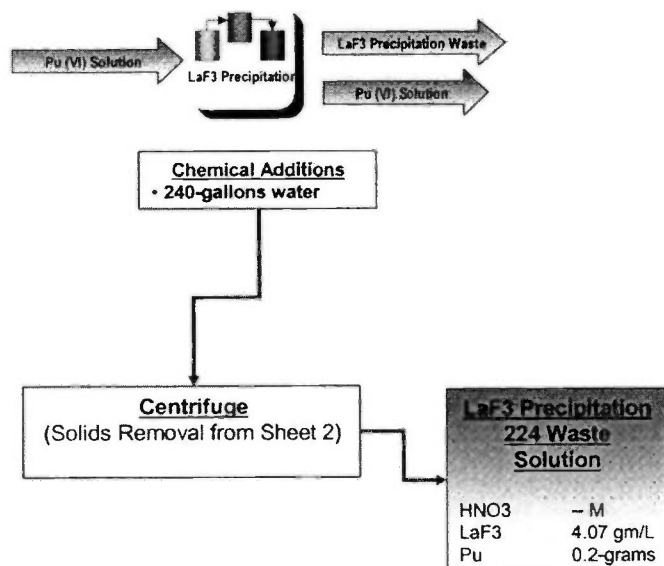 Pu (VI) Solution
LaF3 Precipitation
LaF3 Precipitation Waste
Pu (VI) Solution
Chemical Additions
• 240-gallons water
Centrifuge
(Solids Removal from Sheet 2)
LaF3 Precipitation
224 Waste
Solution
HNO3 – M
LaF3 4.07 gm/L
Pu 0.2-grams